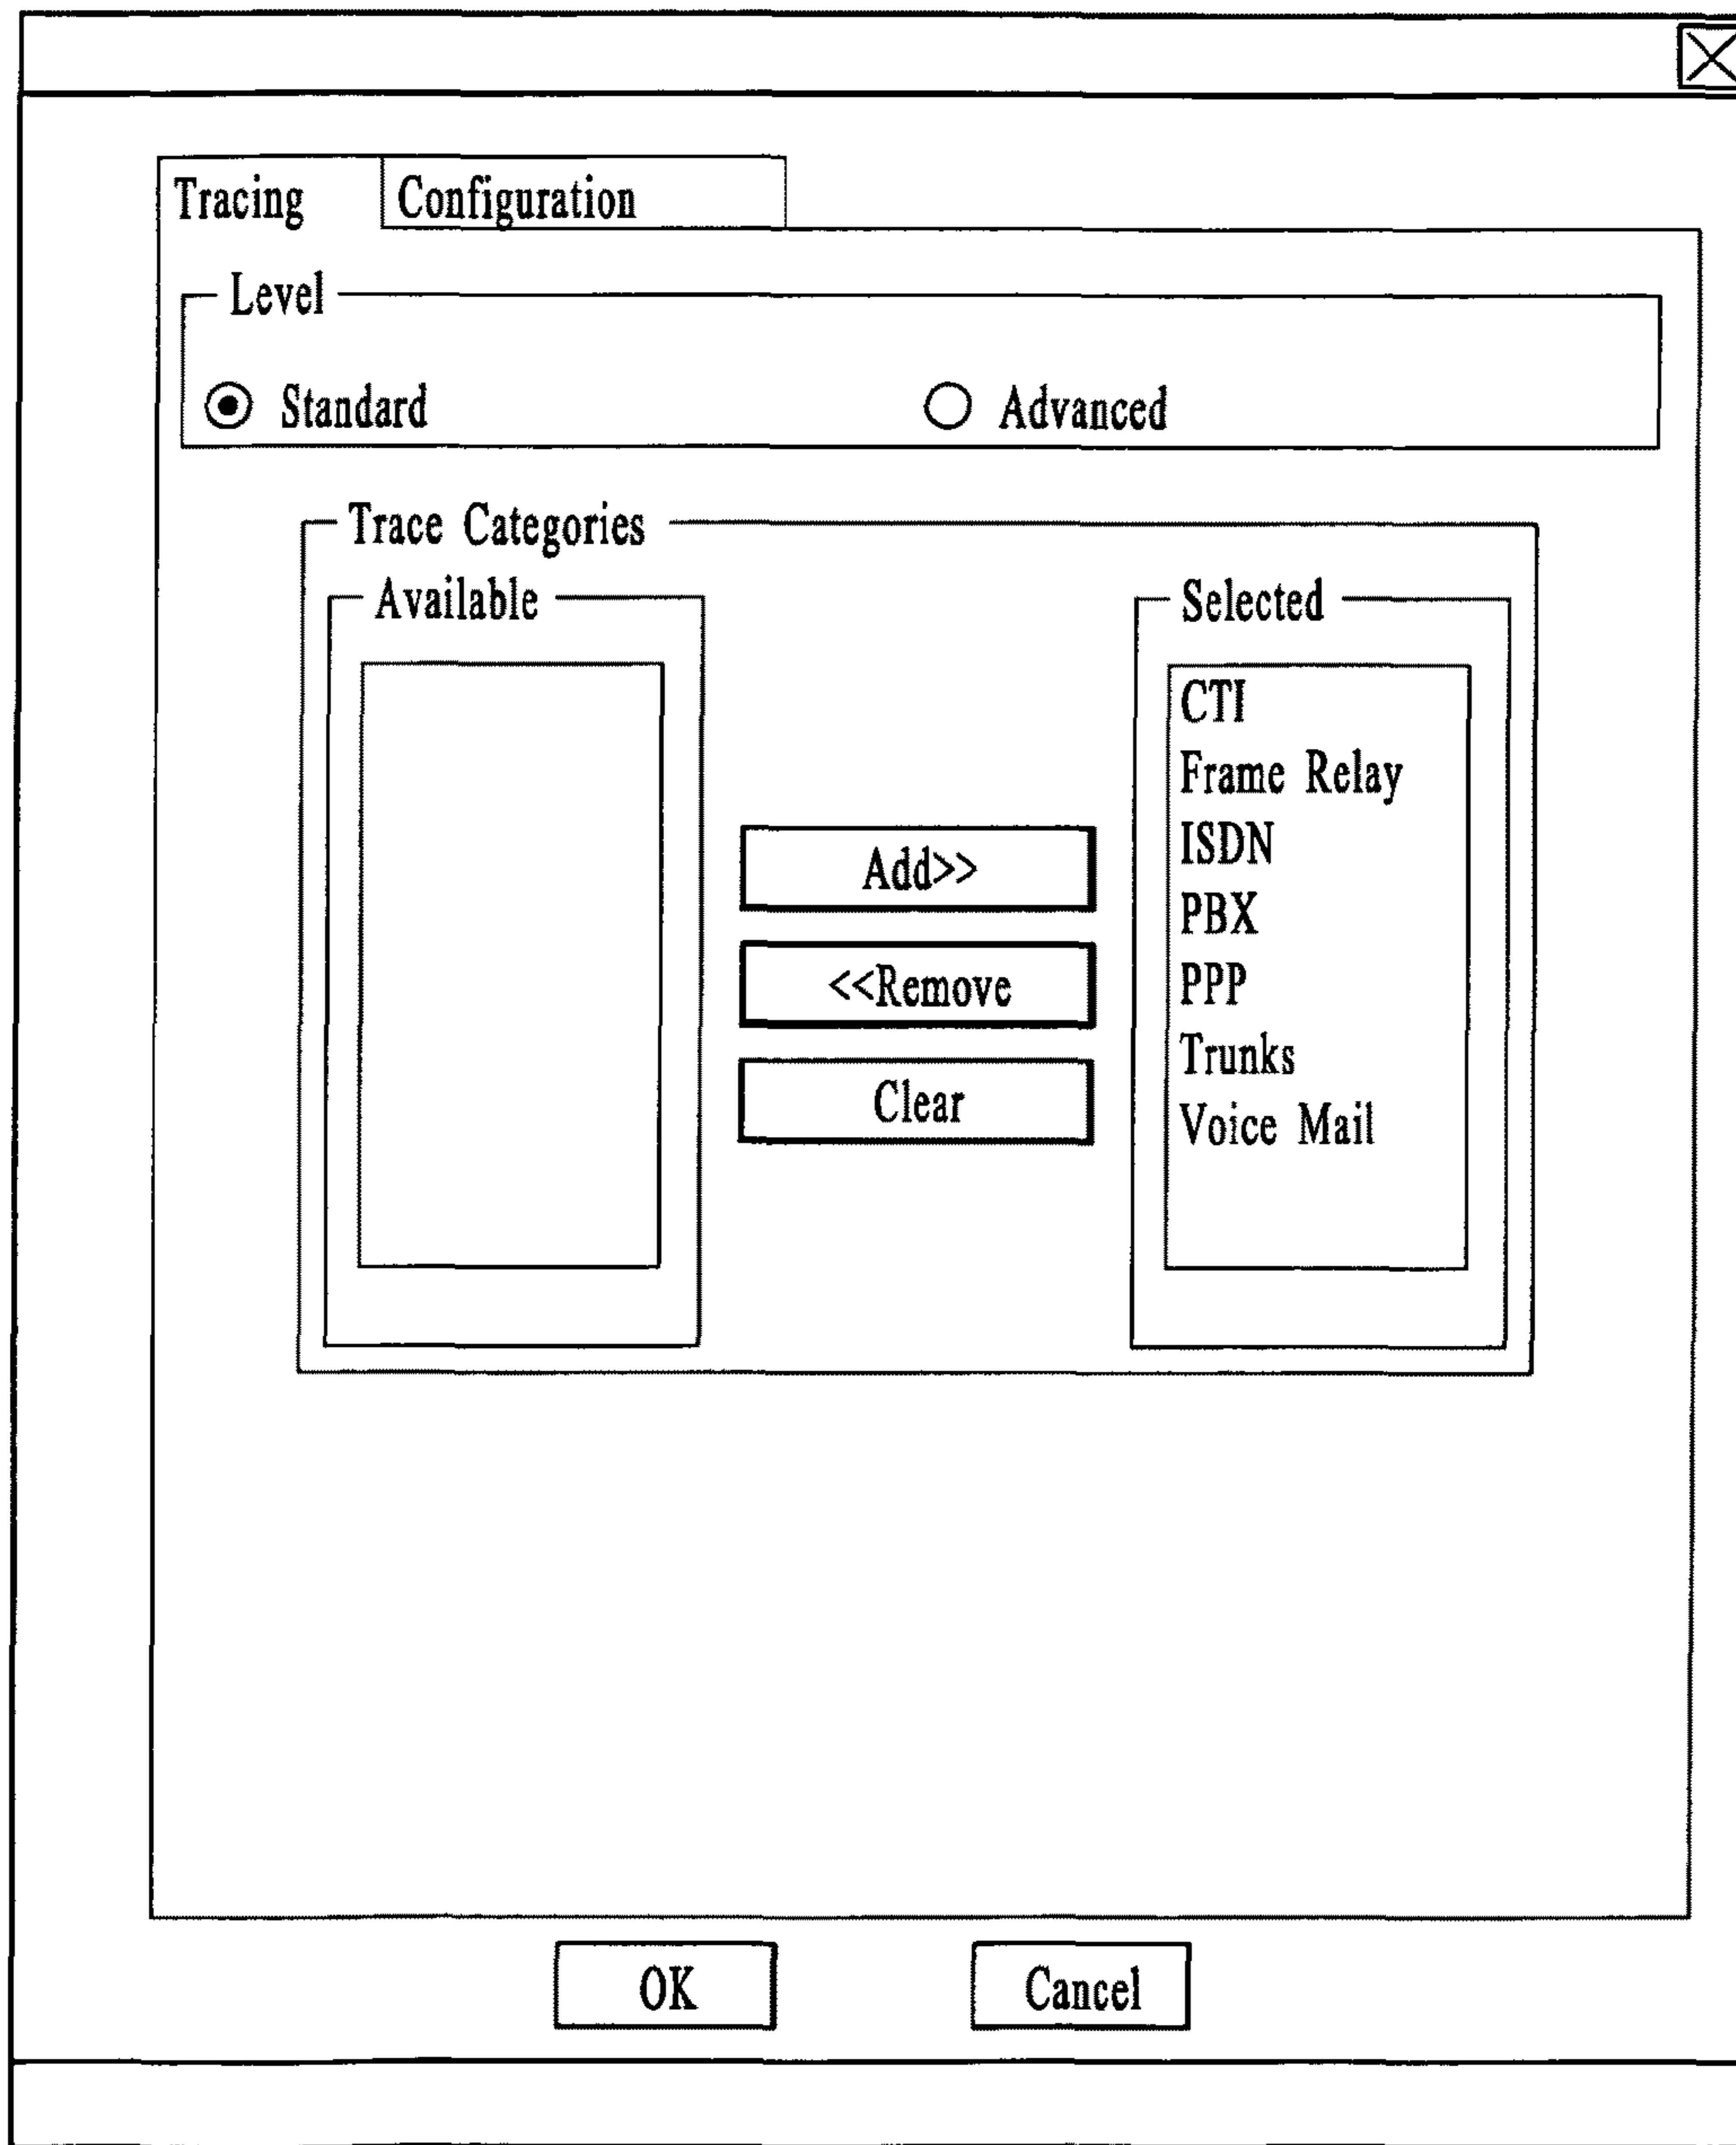 Tracing
Configuration
Level
Standard
Advanced
Trace Categories
Available
Selected
CTI
Frame Relay
ISDN
PBX
PPP
Trunks
Voice Mail
Add>>
<<Remove
Clear
OK
Cancel